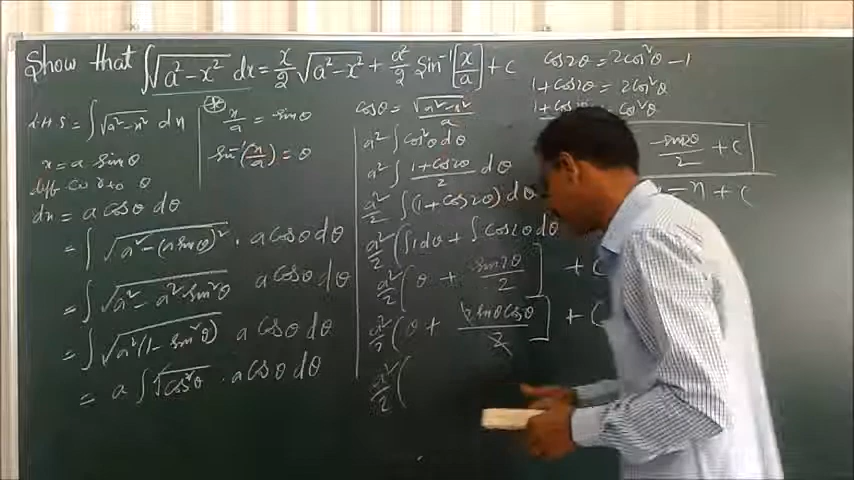 Show that ∫√(a²-x²) dx = x/2 √(a²-x²) + a²/2 sin⁻¹[x/a] + c
L.H.S = ∫√(a²-x²) dx
x = a sinθ
diff co. r. to θ
dx = a cosθ dθ
= ∫√(a²-(a sinθ)²) . a cosθ dθ
= ∫√(a²-a² sin²θ) a cosθ dθ
= ∫√(a²(1-sin²θ)) a cosθ dθ
= a ∫√(cos²θ) . a cosθ dθ
x/a = sinθ
sin⁻¹(x/a) = θ
cosθ = √(a²-x²)/a
a² ∫cos²θ dθ
a² ∫(1+cos2θ)/2 dθ
a²/2 ∫(1+cos2θ) dθ
a²/2 (∫1dθ + ∫cos2θ dθ
a²/2 (θ + sin2θ/2] + c
a²/2 (θ + 2sinθcosθ/2] + c
a²/2 (
cos2θ = 2cos²θ-1
1+cos2θ = 2cos²θ
cos²θ
sin2θ/2 + c
= x + c